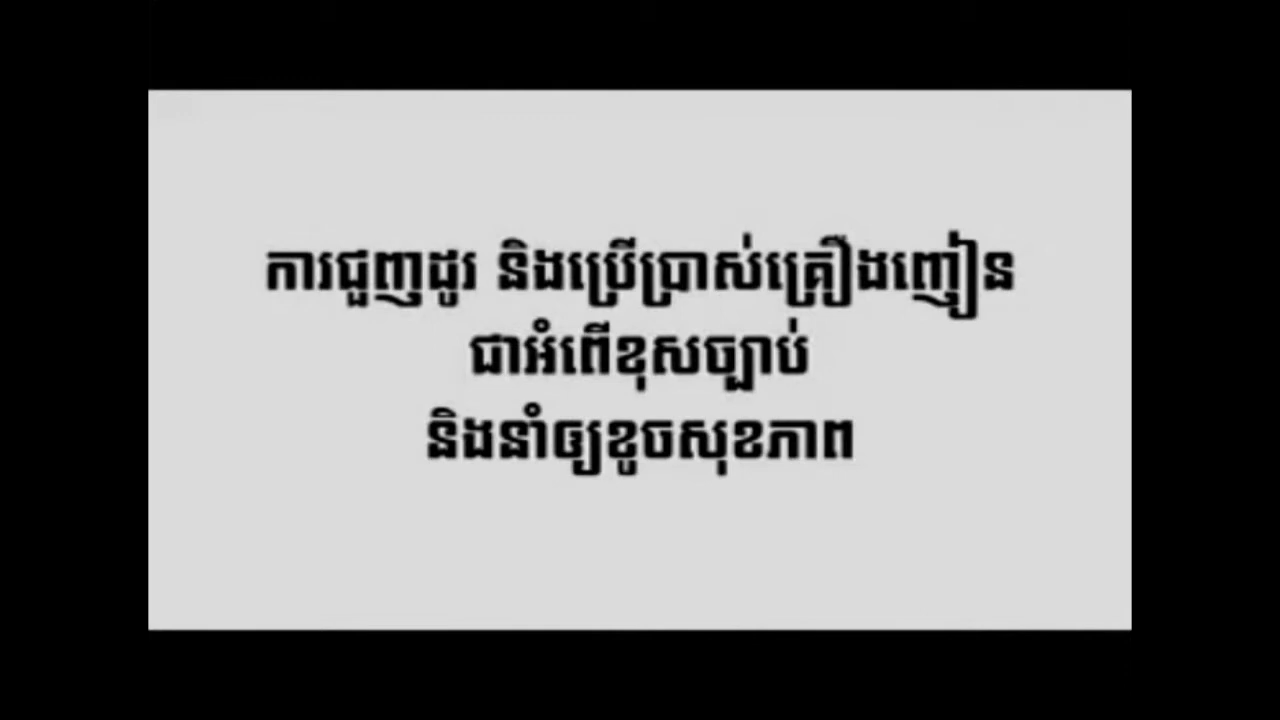 ការជួញដូរ និងប្រើប្រាស់គ្រឿងញៀន
ជាអំពើខុសច្បាប់
និងនាំឲ្យខូចសុខភាព